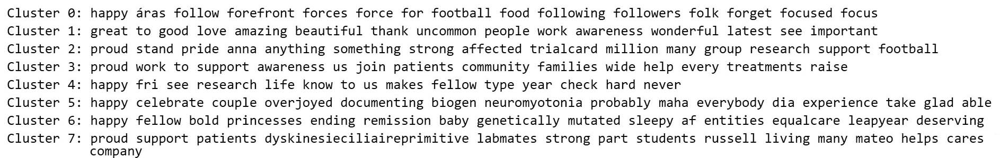 Cluster 0: happy áras follow forefront forces force for football food following followers folk forget focused focus
Cluster 1: great to good love amazing beautiful thank uncommon people work awareness wonderful latest see important
Cluster 2: proud stand pride anna anything something strong affected trialcard million many group research support football
Cluster 3: proud work to support awareness us join patients community families wide help every treatments raise
Cluster 4: happy fri see research life know to us makes fellow type year check hard never
Cluster 5: happy celebrate couple overjoyed documenting biogen neuromyotonia probably maha everybody dia experience take glad able
Cluster 6: happy fellow bold princesses ending remission baby genetically mutated sleepy af entities equalcare leapyear deserving
Cluster 7: proud support patients dyskinesieciliaireprimitive labmates strong part students russell living many mateo helps cares
company